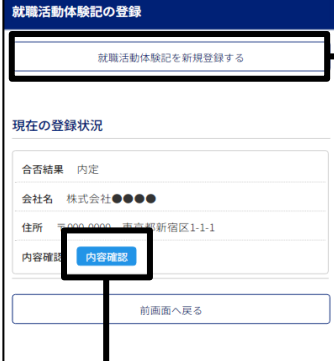 就職活動体験記の登録
就職活動体験記を新規登録する
現在の登録状況
合否結果 内定
会社名 株式会社●●●●
住所 〒000-0000 東京都新宿区1-1-1
内容確認 内容確認
前画面へ戻る